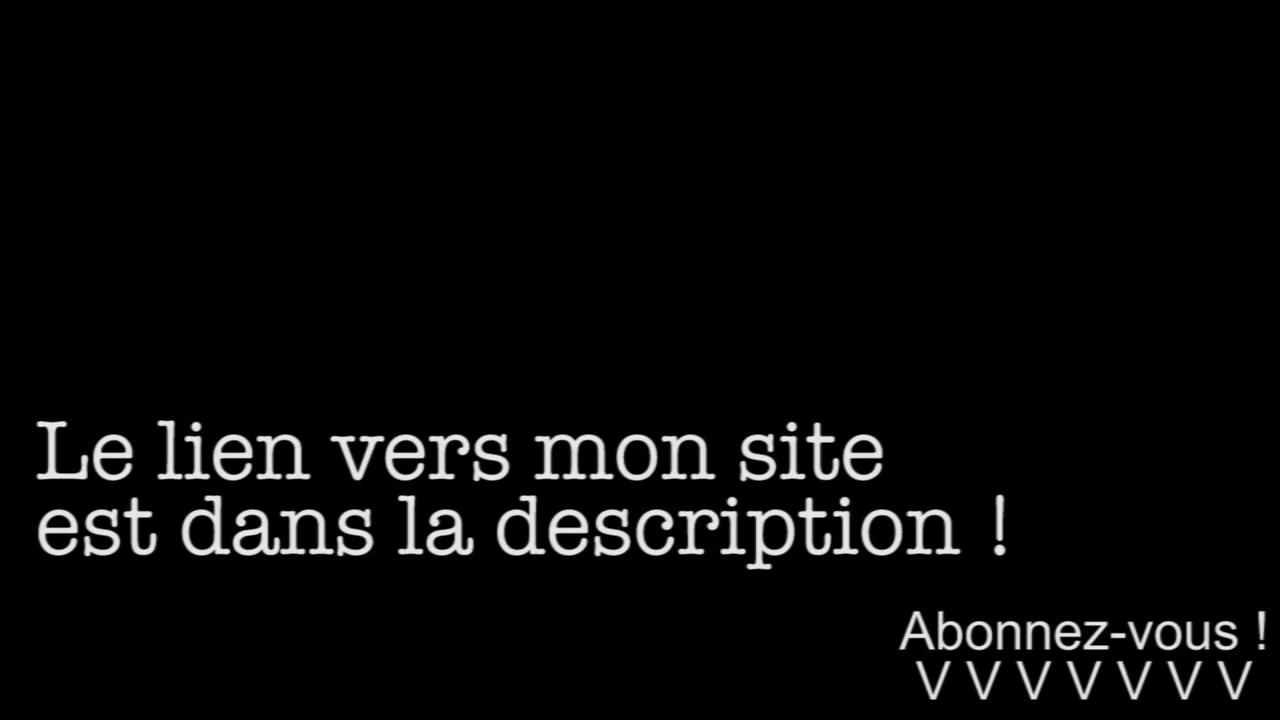 Le lien vers mon site
est dans la description !
Abonnez-vous !
V V V V V V V